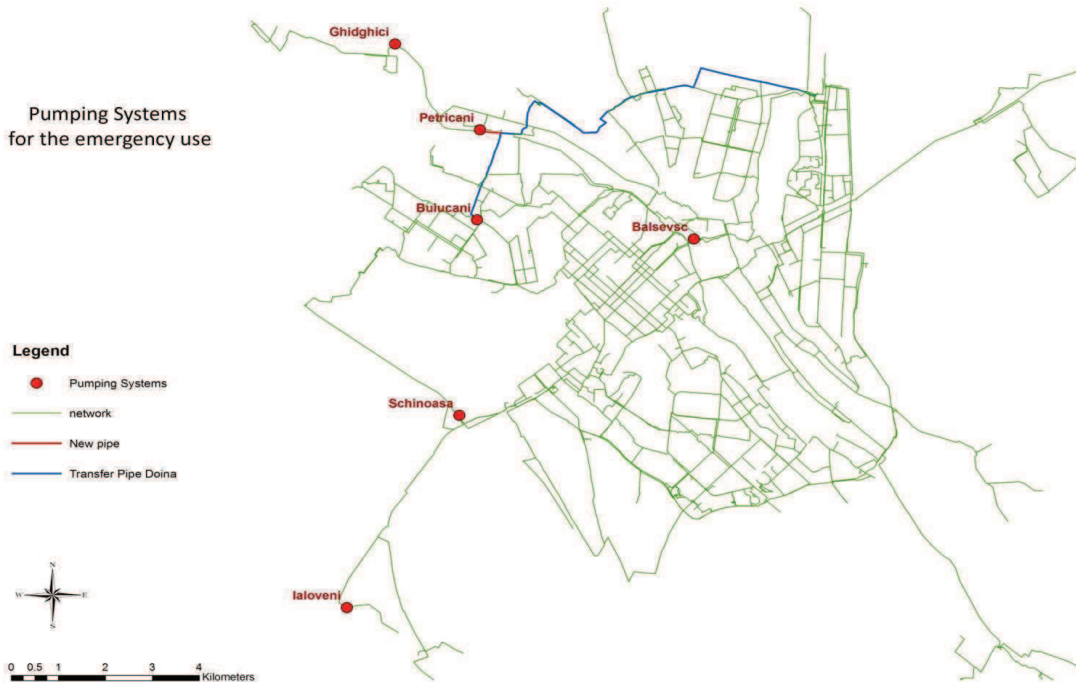 Ghidghici
Pumping Systems
for the emergency use
Petricani
Bulucani
Balsevsc
Legend
Pumping Systems
network
New pipe
Transfer Pipe Doina
Schinoasa
Ialoveni
N
W E
S
0 0.5 1 2 3 4
Kilometers